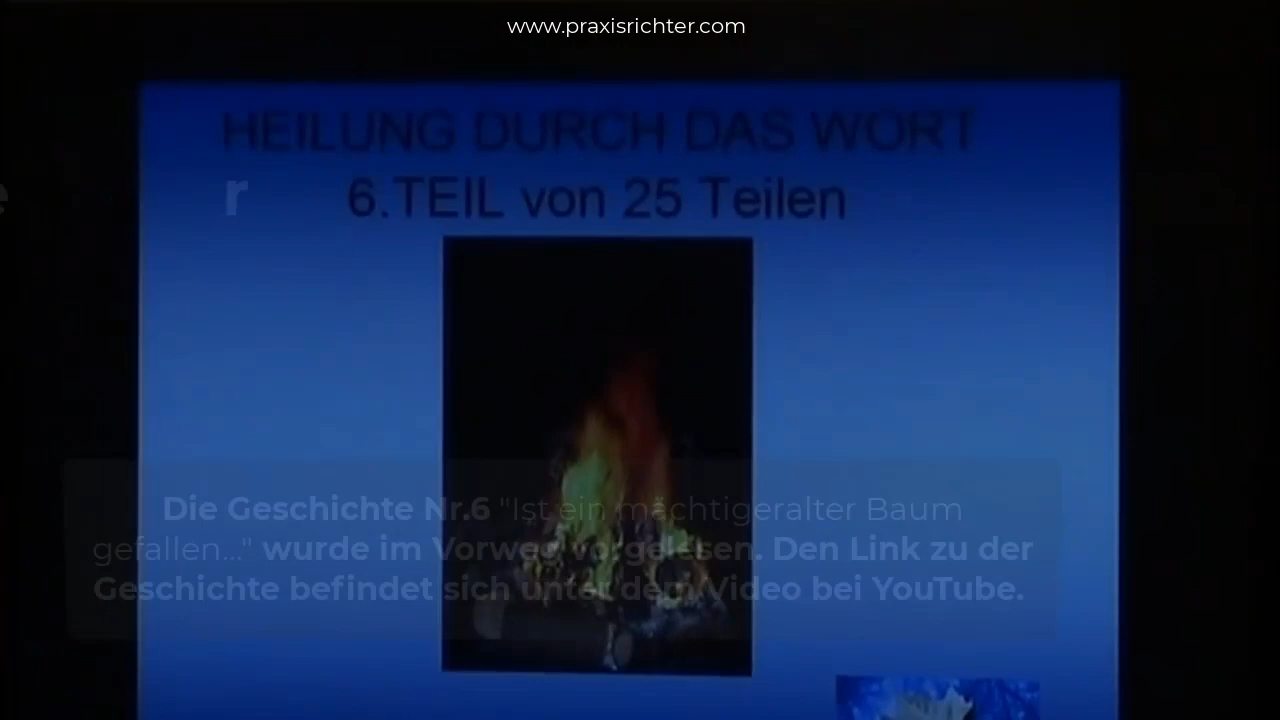 www.praxisrichter.com
HEILUNG DURCH DAS WORT
6.TEIL von 25 Teilen
Die Geschichte Nr.6 "Ist ein mächtigeralter Baum
gefallen..." wurde im Vorweg vorgelesen. Den Link zu der
Geschichte befindet sich unter dem Video bei YouTube.